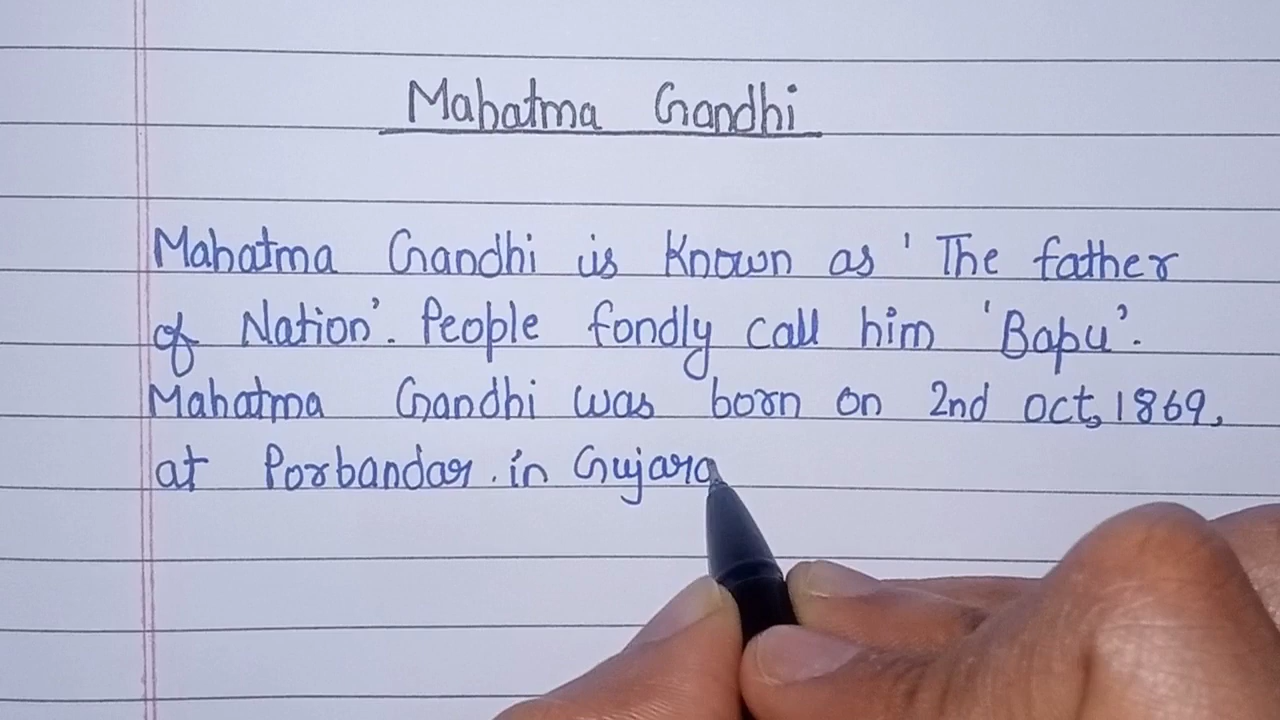 Mahatma Gandhi
Mahatma Gandhi is Known as ' The father
of Nation'. People fondly call him 'Bapu'.
Mahatma Gandhi was born on 2nd oct, 1869,
at Porbandar. in Gujara